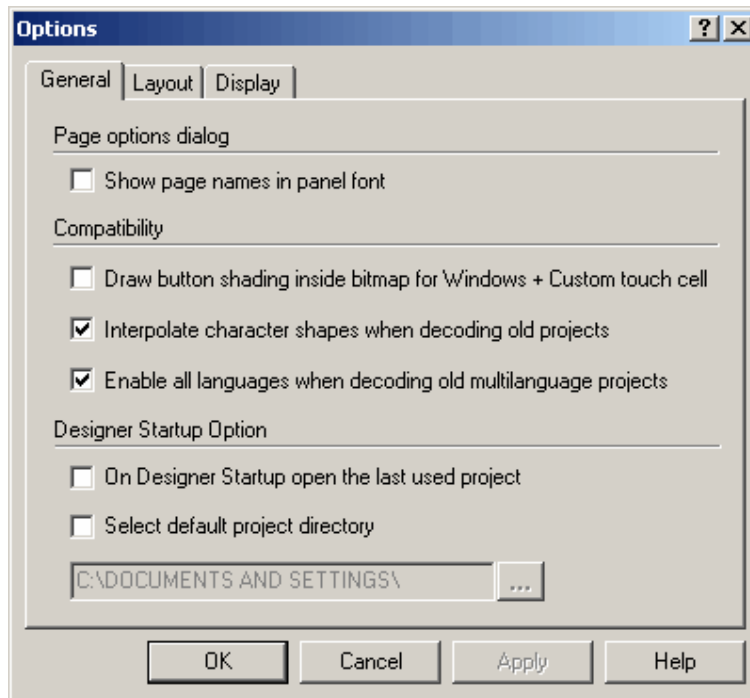 Options
General Layout Display
Page options dialog
Show page names in panel font
Compatibility
Draw button shading inside bitmap for Windows + Custom touch cell
Interpolate character shapes when decoding old projects
Enable all languages when decoding old multilanguage projects
Designer Startup Option
On Designer Startup open the last used project
Select default project directory
C:\DOCUMENTS AND SETTINGS\ ...
OK Cancel Apply Help